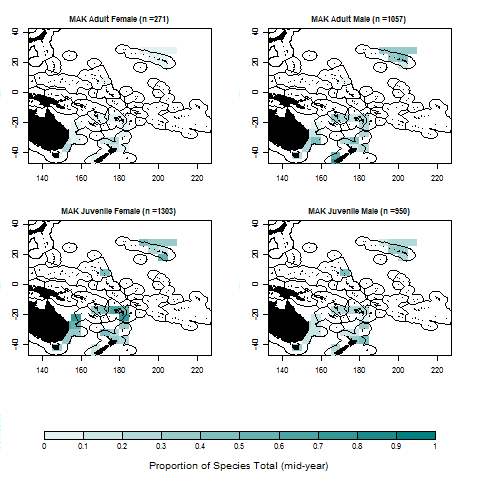 MAK Adult Female (n =271)
MAK Adult Male (n =1057)
40
20
0
-20
-40
140 160 180 200 220
40
20
0
-20
-40
140 160 180 200 220
MAK Juvenile Female (n =1303)
MAK Juvenile Male (n =950)
40
20
0
-20
-40
140 160 180 200 220
40
20
0
-20
-40
140 160 180 200 220
0 0.1 0.2 0.3 0.4 0.5 0.6 0.7 0.8 0.9 1
Proportion of Species Total (mid-year)